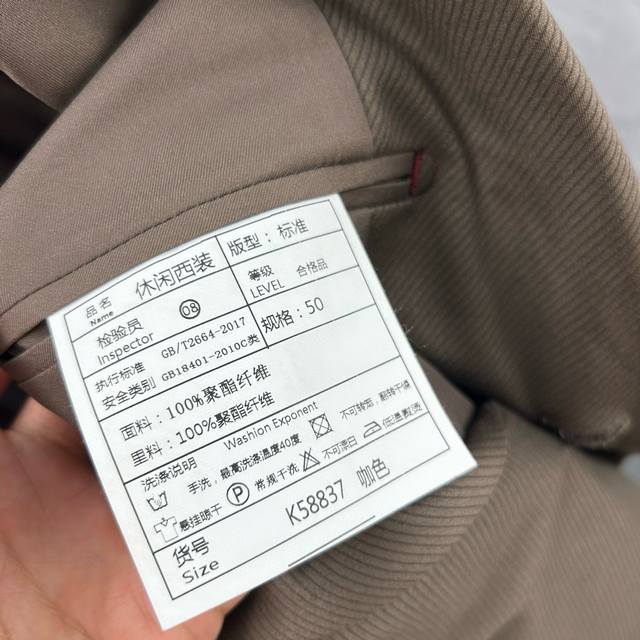 品名 休闲西装 版型：标准
Name
检验员 08 等级 合格品
Inspector LEVEL
执行标准 GB/T2664-2017 规格：50
安全类别 GB18401-2010C类
面料：100%聚酯纤维
里料：100%聚酯纤维
洗涤说明 Washion Exponent
手洗，最高洗涤温度40度 不可转笼，翻转干燥
悬挂晾干 P 常规干洗 不可漂白
货号 K58837 咖色
Size